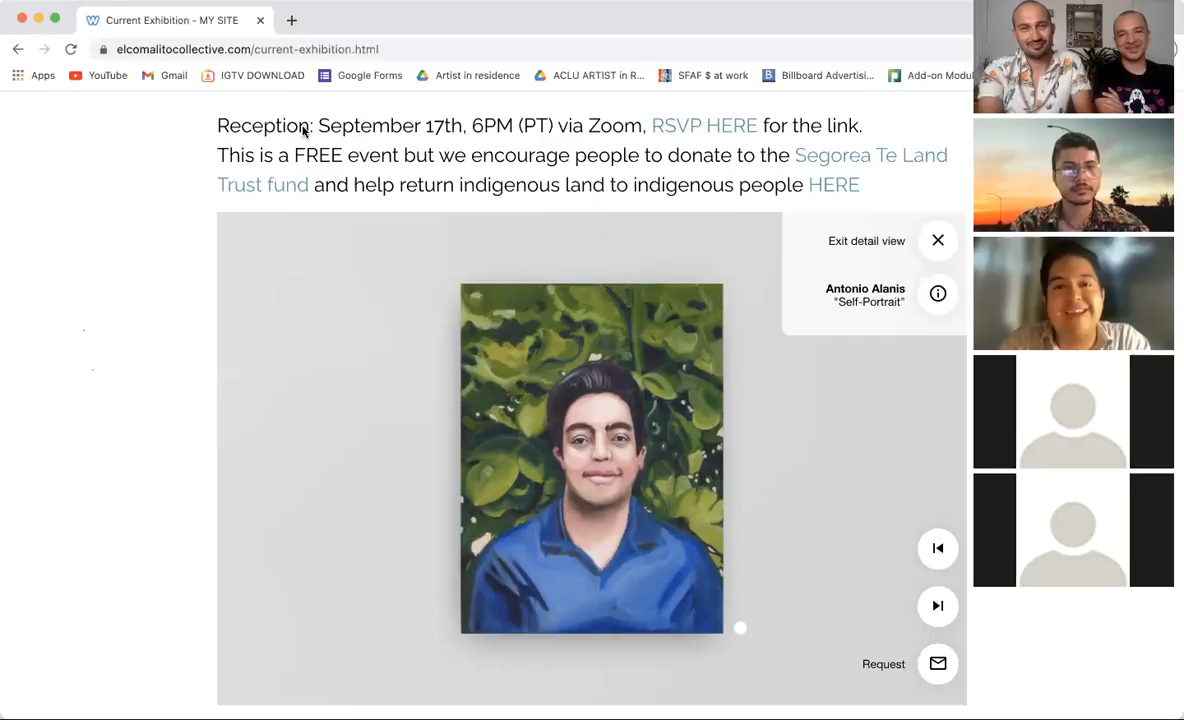 Current Exhibition - MY SITE
elcomalitocollective.com/current-exhibition.html
Apps YouTube Gmail IGTV DOWNLOAD Google Forms Artist in residence ACLU ARTIST in R... SFAF $ at work Billboard Advertisi... Add-on Modul
Reception: September 17th, 6PM (PT) via Zoom, RSVP HERE for the link.
This is a FREE event but we encourage people to donate to the Segorea Te Land
Trust fund and help return indigenous land to indigenous people HERE
Exit detail view
Antonio Alanis
"Self-Portrait"
Request